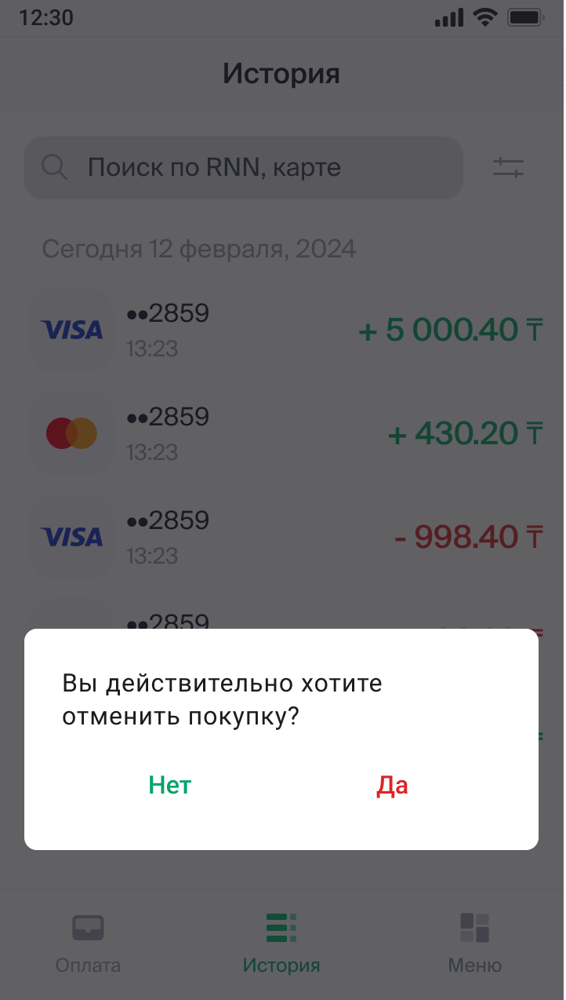 12:30
История
Поиск по RNN, карте
Сегодня 12 февраля, 2024
VISA
••2859
13:23
+ 5 000.40 ₸
••2859
13:23
+ 430.20 ₸
VISA
••2859
13:23
- 998.40 ₸
••2859
Вы действительно хотите
отменить покупку?
Нет
Да
Оплата
История
Меню